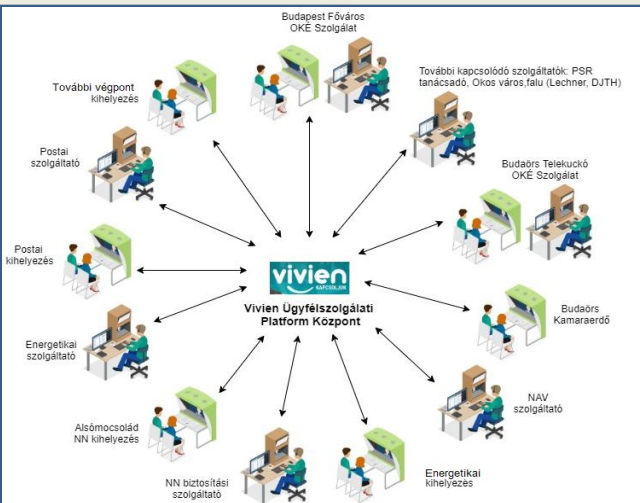 Budapest Főváros
OKÉ Szolgálat
További kapcsolódó szolgáltatók: PSR
tanácsadó, Okos város,falu (Lechner, DJTH)
Budaörs Telekuckó
OKÉ Szolgálat
Budaörs
Kamaraerdő
NAV
szolgáltató
Energetikai
kihelyezés
NN biztosítási
szolgáltató
Alsómocsolád
NN kihelyezés
Energetikai
szolgáltató
Postai
kihelyezés
Postai
szolgáltató
További végpont
kihelyezés
vivien
KAPCSOLJON
Vivien Ügyfélszolgálati
Platform Központ